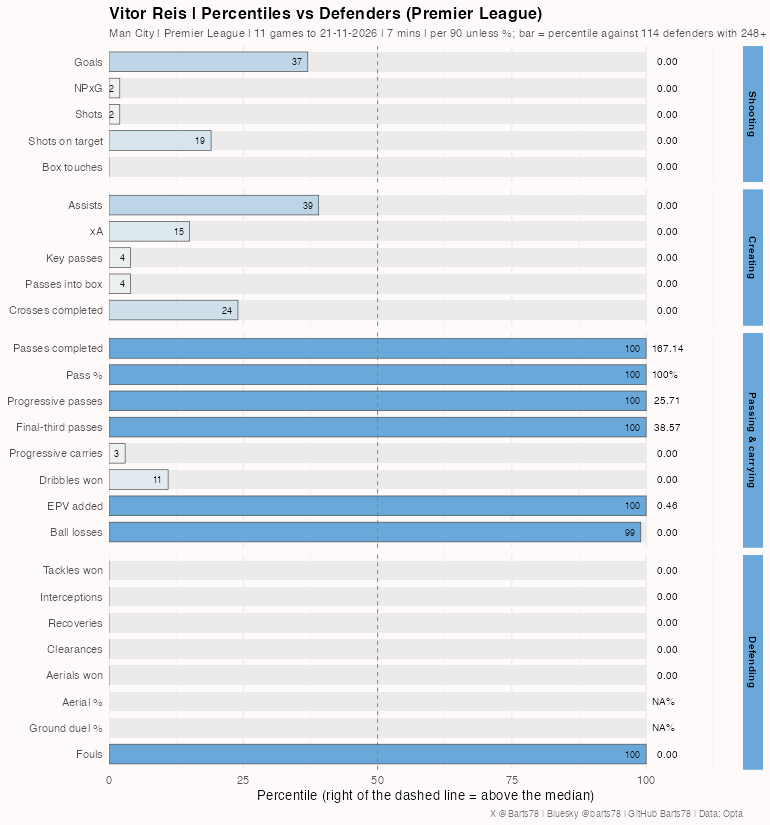 Vitor Reis | Percentiles vs Defenders (Premier League)
Man City | Premier League | 11 games to 21-11-2026 | 7 mins | per 90 unless %; bar = percentile against 114 defenders with 248+
Goals 37 0.00
NPxG 2 0.00
Shots 2 0.00
Shots on target 19 0.00
Box touches 0.00
Shooting
Assists 39 0.00
xA 15 0.00
Key passes 4 0.00
Passes into box 4 0.00
Crosses completed 24 0.00
Creating
Passes completed 100 167.14
Pass % 100 100%
Progressive passes 100 25.71
Final-third passes 100 38.57
Progressive carries 3 0.00
Dribbles won 11 0.00
EPV added 100 0.46
Ball losses 99 0.00
Passing & carrying
Tackles won 0.00
Interceptions 0.00
Recoveries 0.00
Clearances 0.00
Aerials won 0.00
Aerial % NA%
Ground duel % NA%
Fouls 100 0.00
Defending
0 25 50 75 100
Percentile (right of the dashed line = above the median)
X @Barts78 | Bluesky @barts78 | GitHub Barts78 | Data: Opta